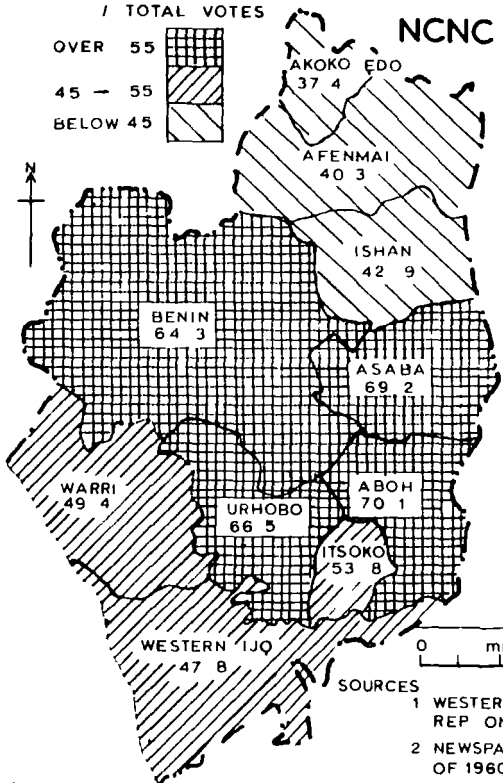 / TOTAL VOTES
NCNC
OVER 55
45 – 55
BELOW 45
N
AKOKO EDO
37 4
AFENMAI
40 3
ISHAN
42 9
BENIN
64 3
ASABA
69 2
WARRI
49 4
URHOBO
66 5
ABOH
70 1
ITSOKO
53 8
WESTERN IJO
47 8
0 m
SOURCES
1 WESTER
REP ON
2 NEWSPA
OF 1960